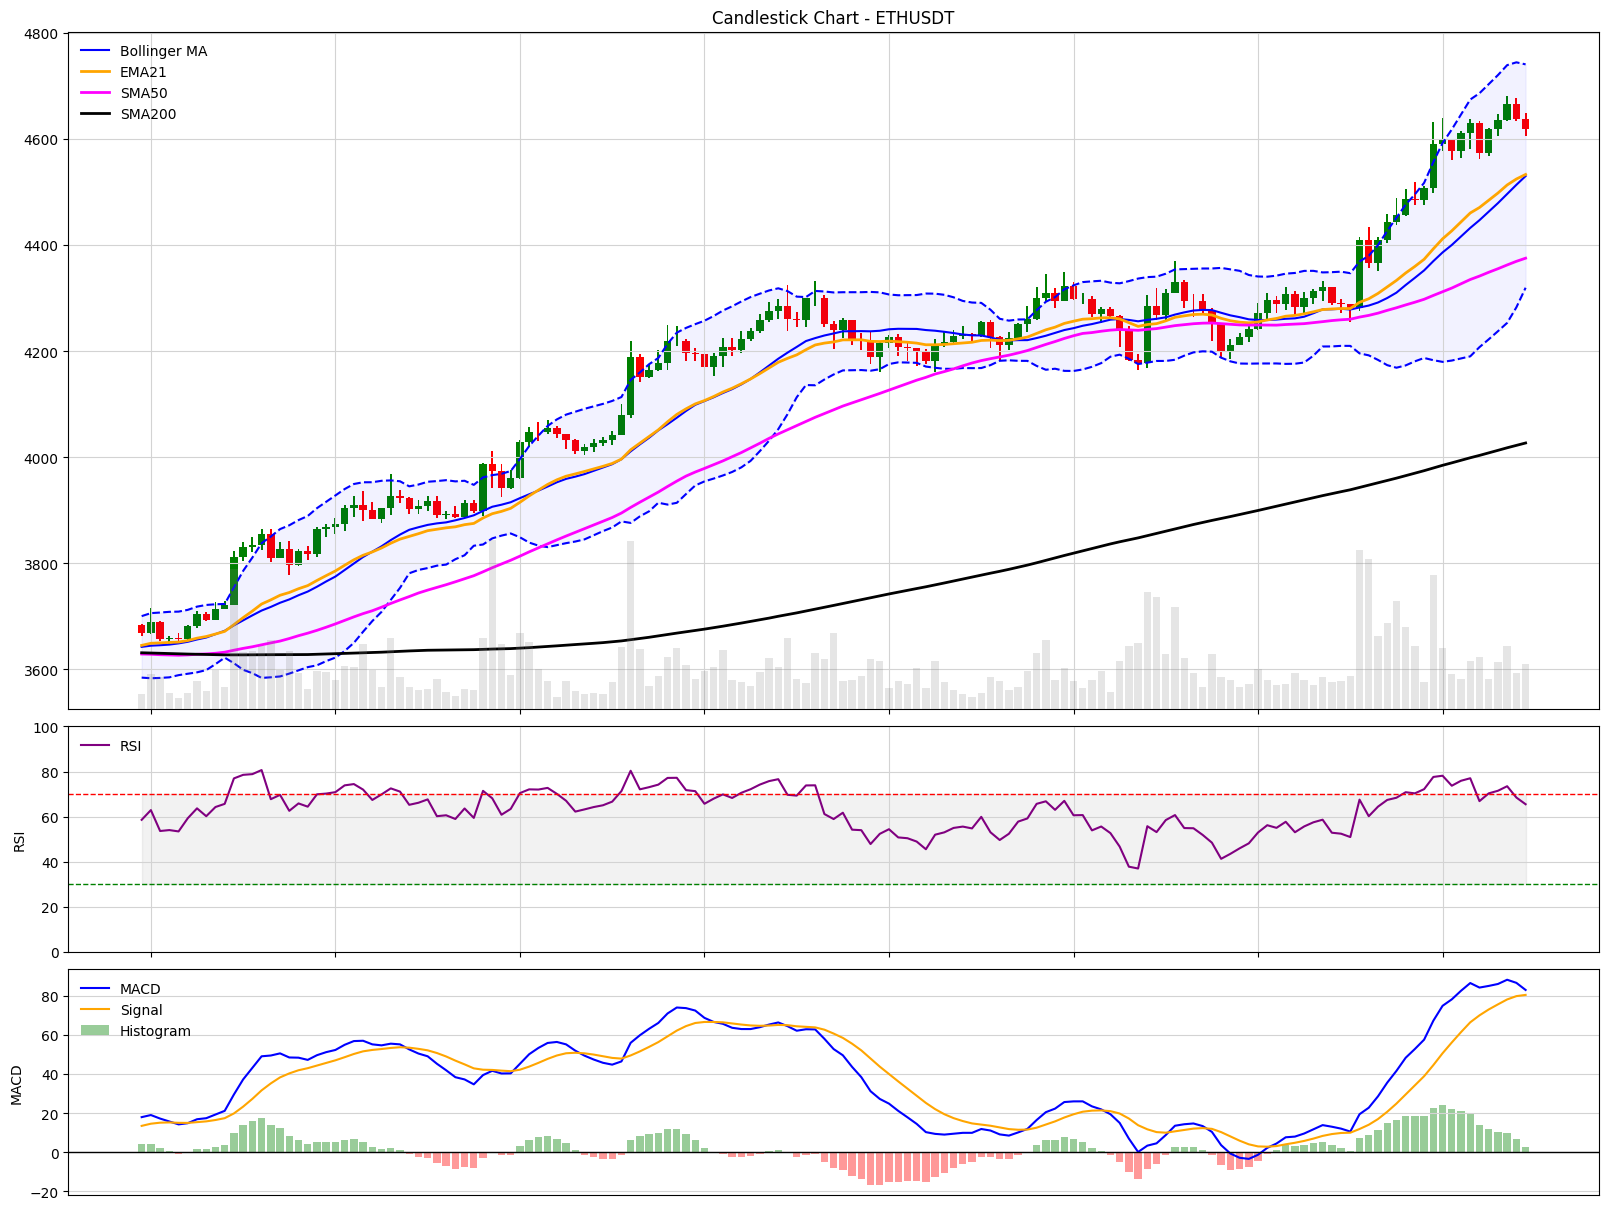 Candlestick Chart - ETHUSDT
4800
Bollinger MA
EMA21
SMA50
SMA200
4600
4400
4200
4000
3800
3600
100
RSI
80
60
RSI
40
20
0
MACD
80
Signal
Histogram
60
40
MACD
20
0
−20